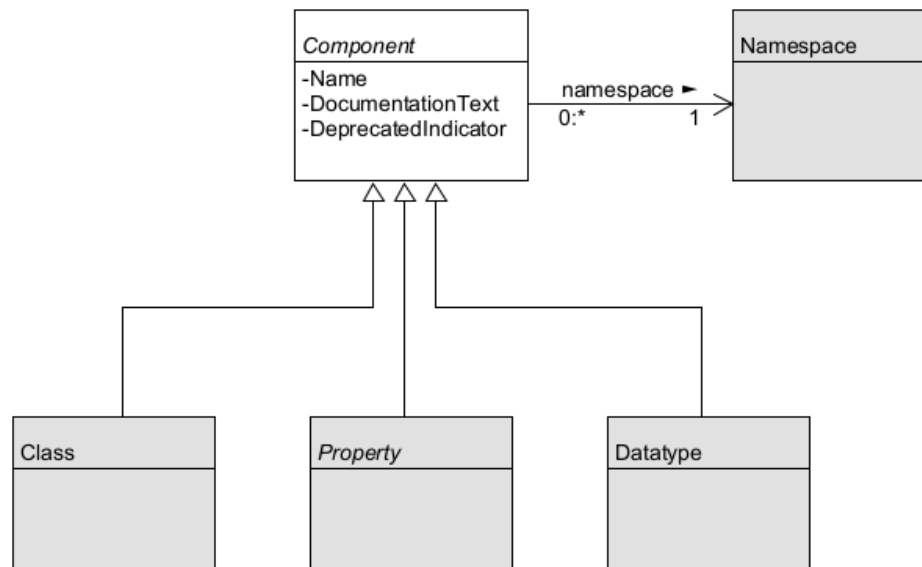 Component
-Name
-DocumentationText
-DeprecatedIndicator
namespace ►
0:*
1
Namespace
Class
Property
Datatype